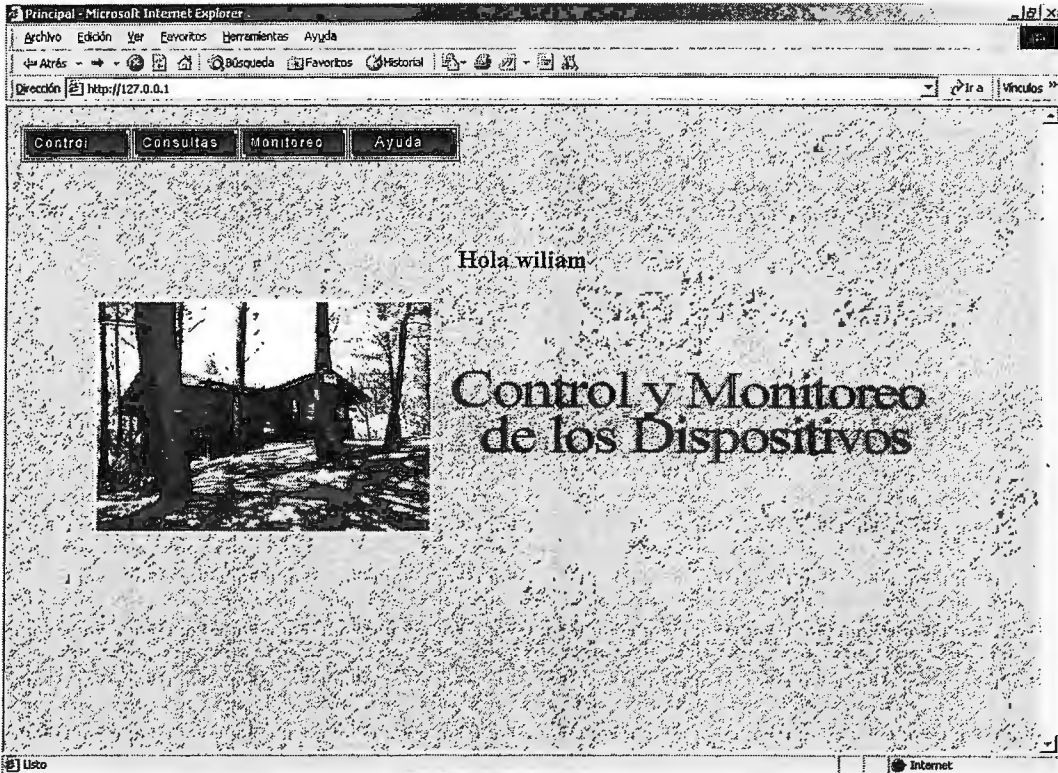 Principal - Microsoft Internet Explorer
Archivo Edición Ver Favoritos Herramientas Ayuda
Atrás Búsqueda Favoritos Historial
Dirección http://127.0.0.1 Ir a Vínculos »
Control Consultas Monitoreo Ayuda
Hola wiliam
Control y Monitoreo
de los Dispositivos
Listo Internet